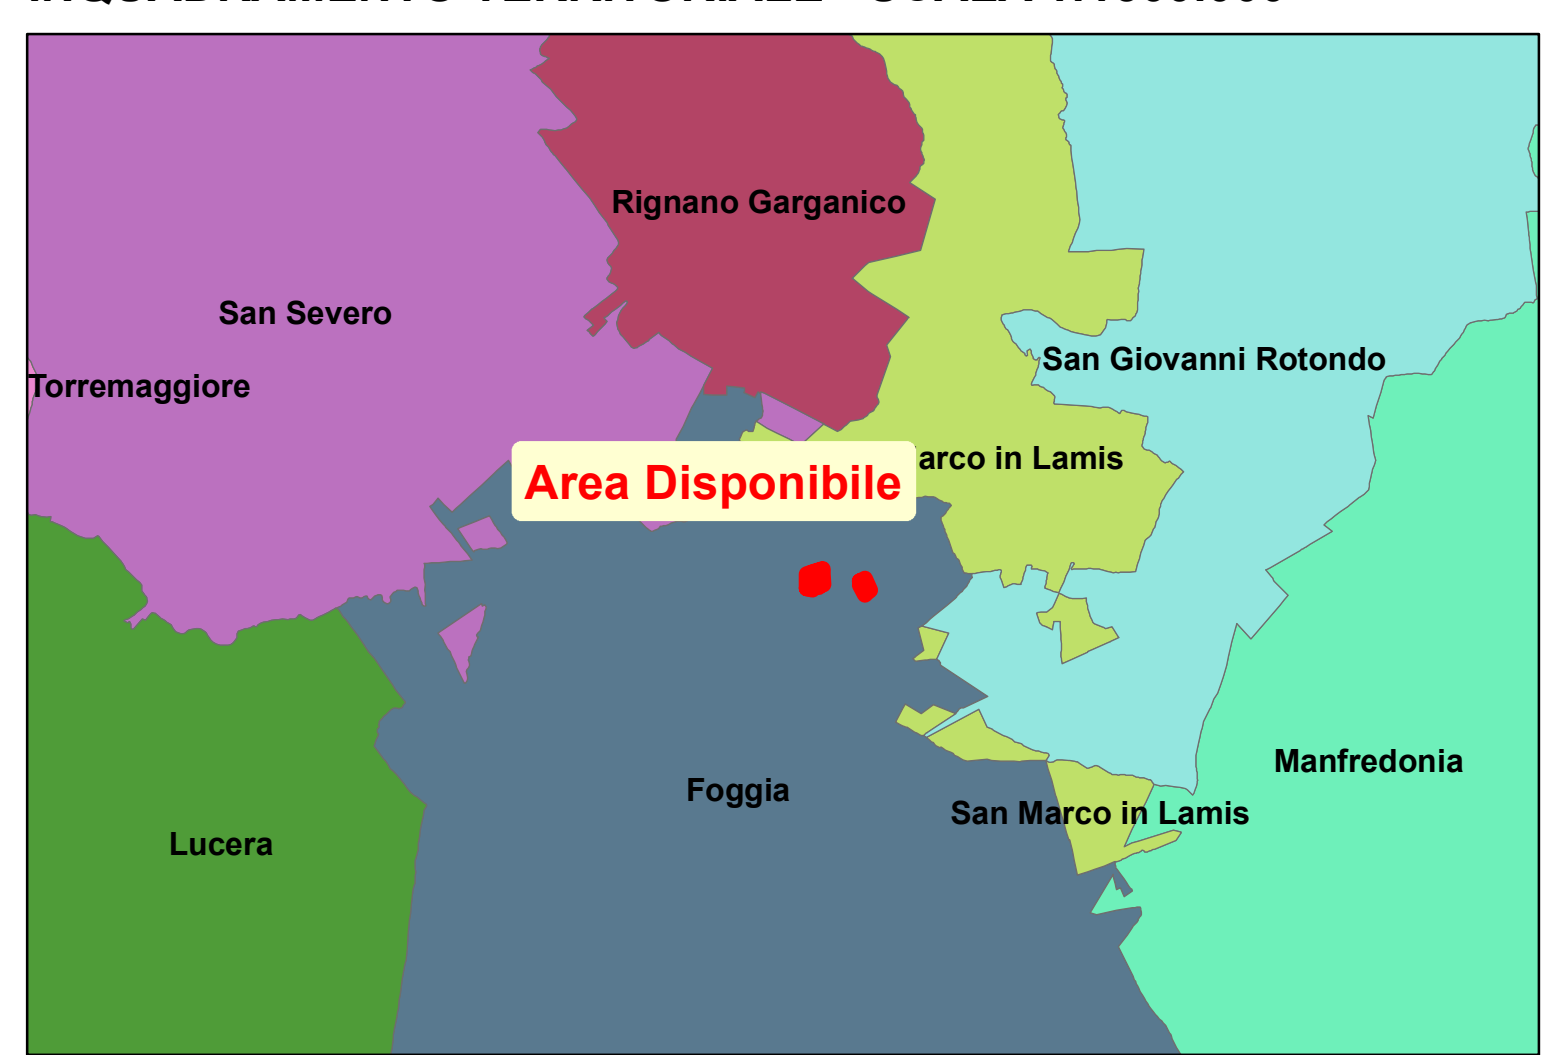 Rignano Garganico
San Severo
San Giovanni Rotondo
Torremaggiore
arco in Lamis
Area Disponibile
Manfredonia
Foggia
San Marco in Lamis
Lucera